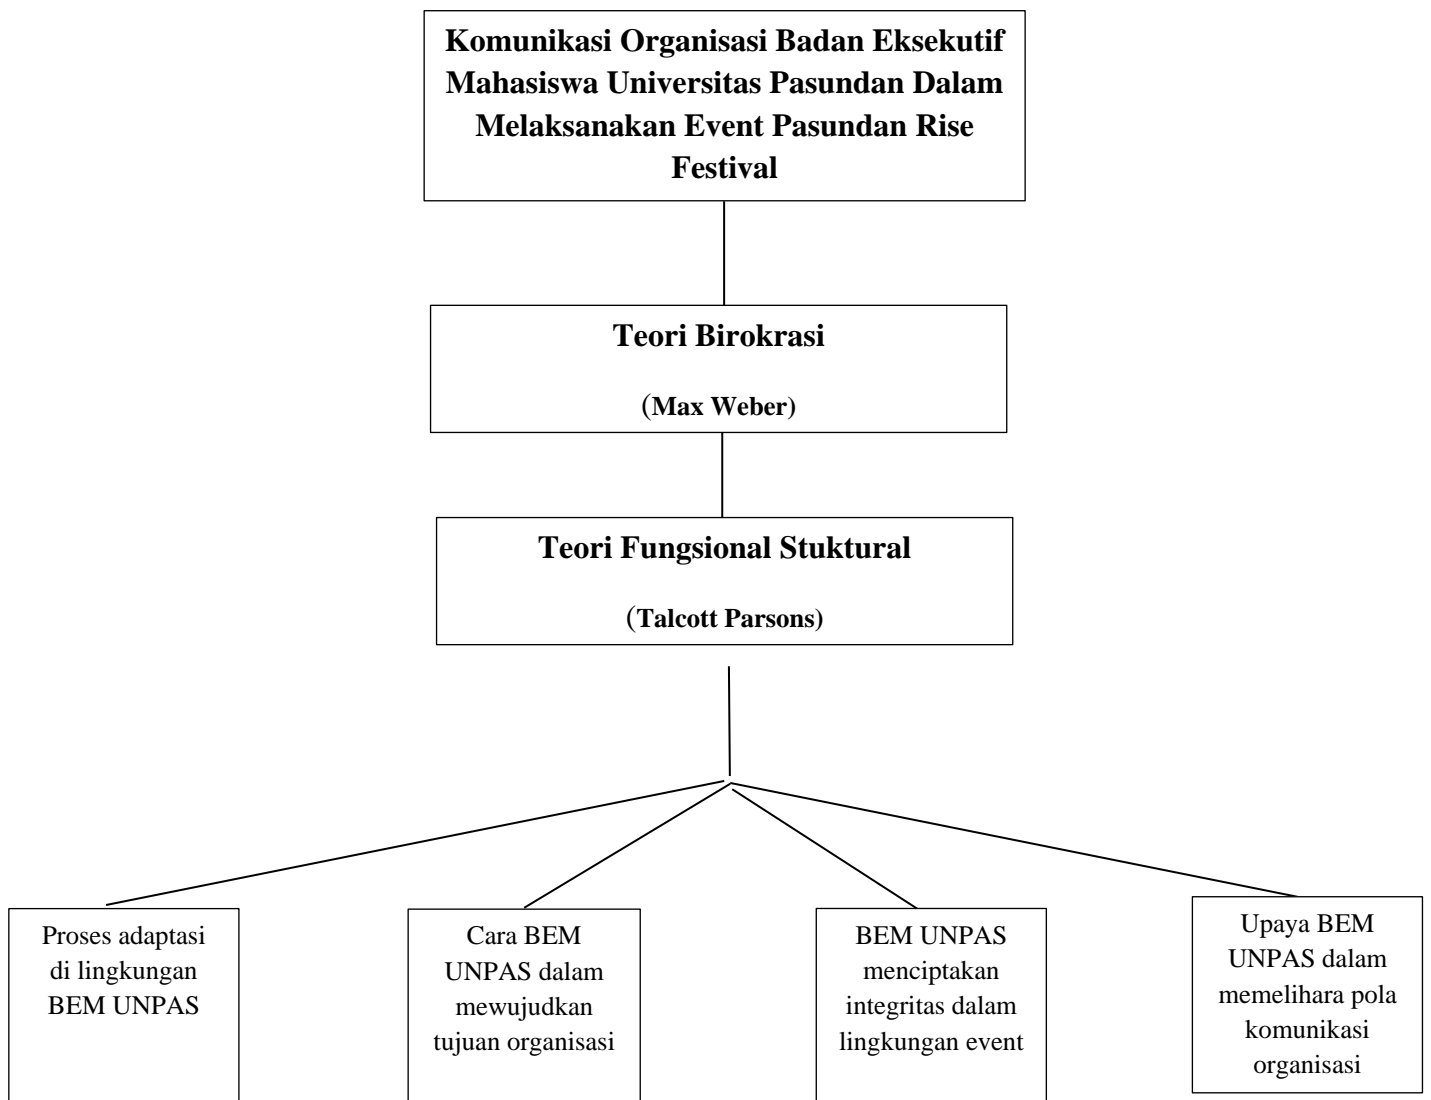 Komunikasi Organisasi Badan Eksekutif
Mahasiswa Universitas Pasundan Dalam
Melaksanakan Event Pasundan Rise
Festival
Teori Birokrasi
(Max Weber)
Teori Fungsional Stuktural
(Talcott Parsons)
Proses adaptasi
di lingkungan
BEM UNPAS
Cara BEM
UNPAS dalam
mewujudkan
tujuan organisasi
BEM UNPAS
menciptakan
integritas dalam
lingkungan event
Upaya BEM
UNPAS dalam
memelihara pola
komunikasi
organisasi